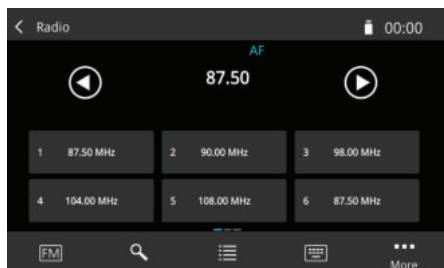 Radio 00:00
AF
87.50
1 87.50 MHz 2 90.00 MHz 3 98.00 MHz
4 104.00 MHz 5 108.00 MHz 6 87.50 MHz
FM More